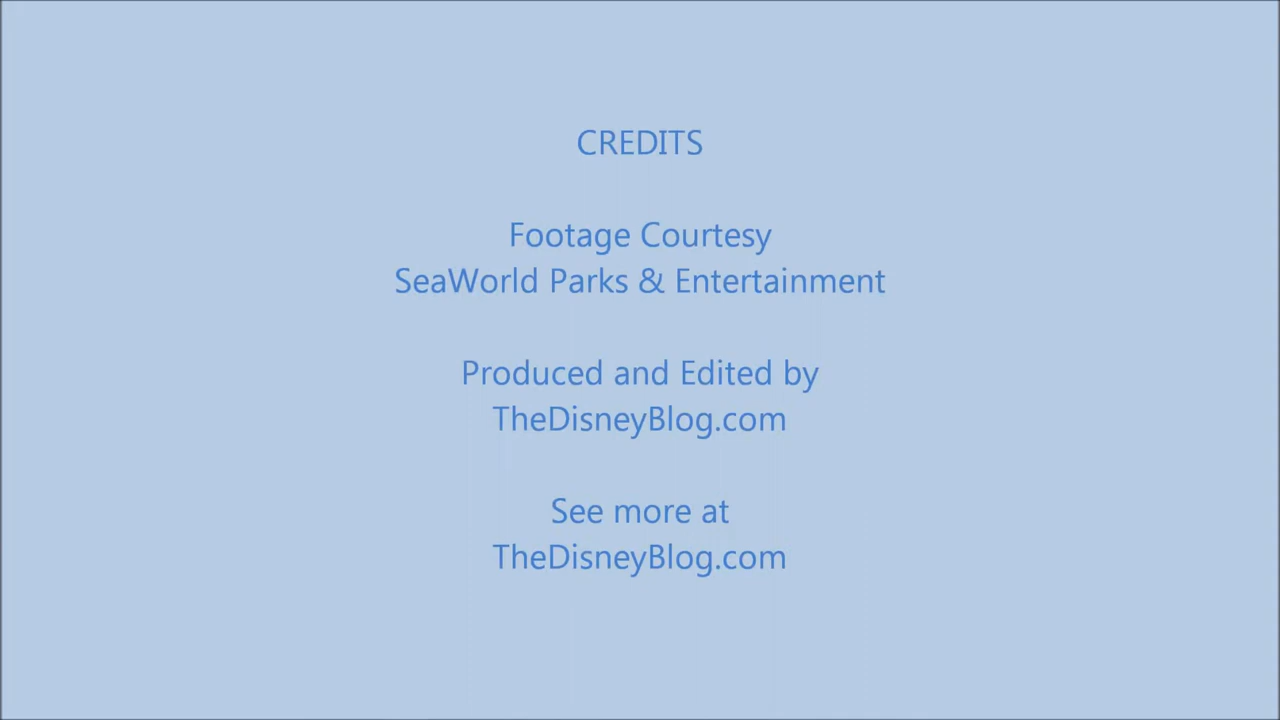 CREDITS
Footage Courtesy
SeaWorld Parks & Entertainment
Produced and Edited by
TheDisneyBlog.com
See more at
TheDisneyBlog.com